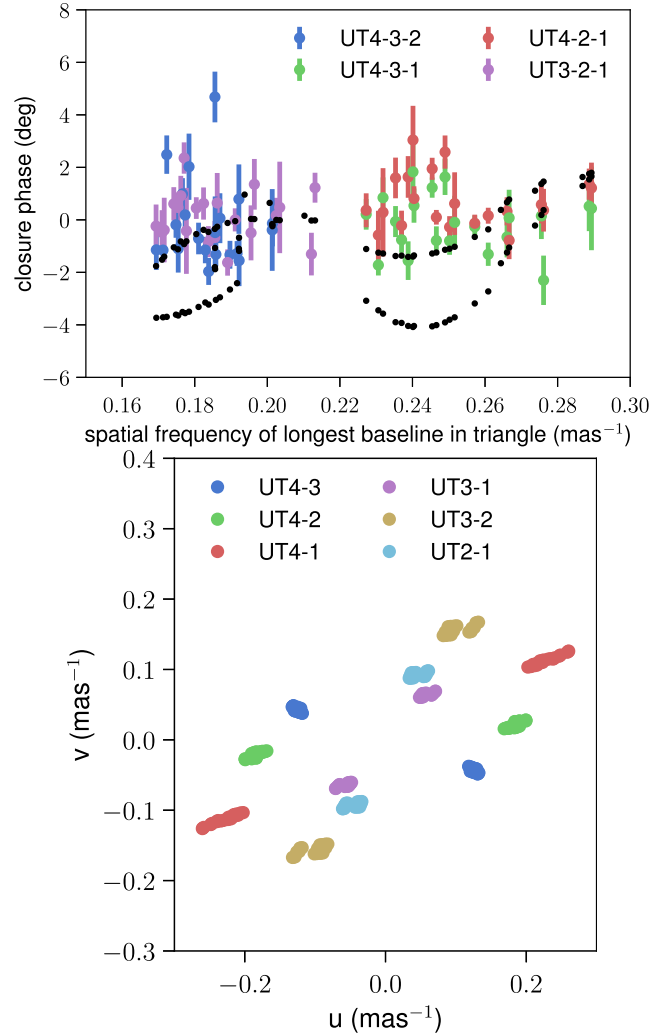 8
6
4
2
0
−2
−4
−6
closure phase (deg)
UT4-3-2
UT4-3-1
UT4-2-1
UT3-2-1
0.16 0.18 0.20 0.22 0.24 0.26 0.28 0.30
spatial frequency of longest baseline in triangle (mas⁻¹)
0.4
0.3
0.2
0.1
0.0
−0.1
−0.2
−0.3
v (mas⁻¹)
UT4-3
UT4-2
UT4-1
UT3-1
UT3-2
UT2-1
−0.2 0.0 0.2
u (mas⁻¹)